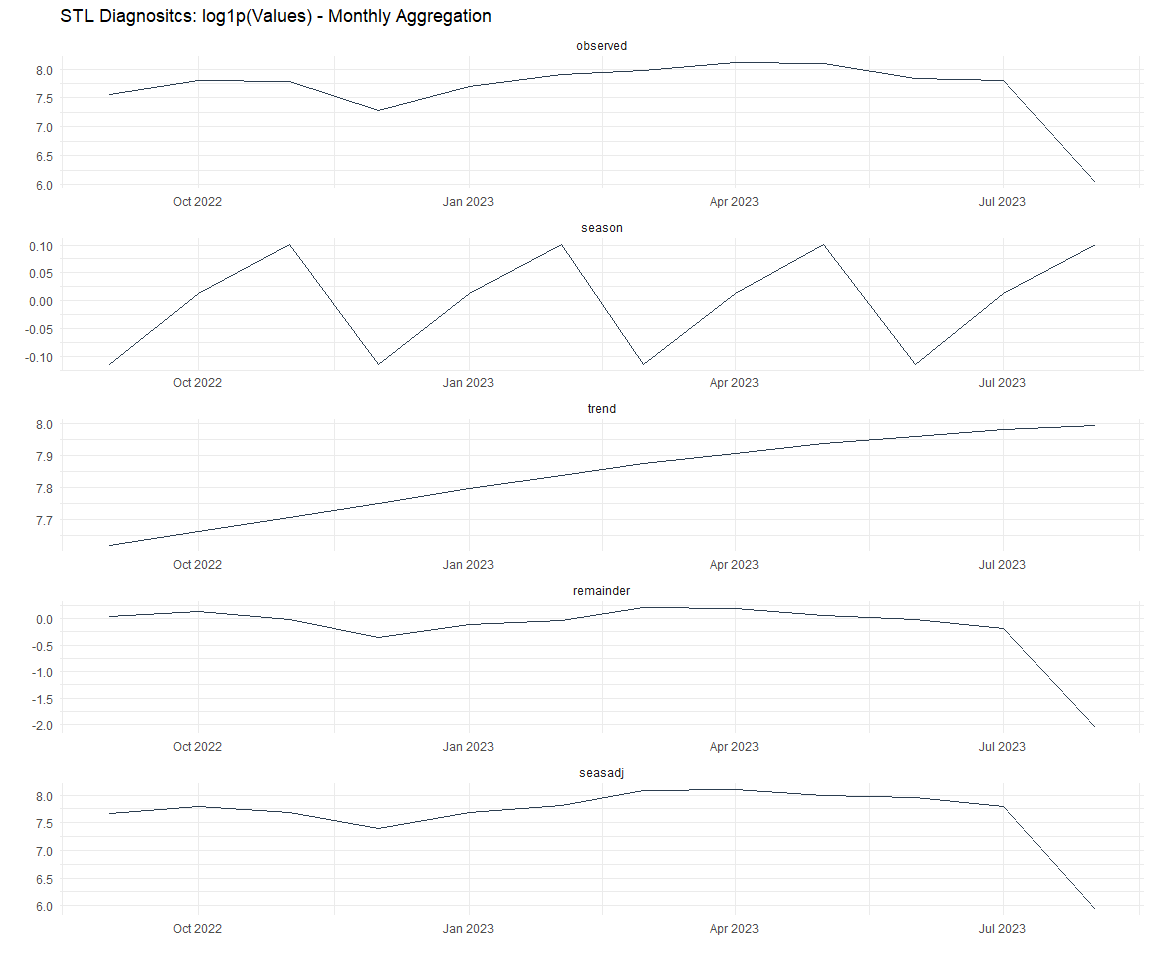 STL Diagnositcs: log1p(Values) - Monthly Aggregation
observed
8.0
7.5
7.0
6.5
6.0
Oct 2022 Jan 2023 Apr 2023 Jul 2023
season
0.10
0.05
0.00
-0.05
-0.10
Oct 2022 Jan 2023 Apr 2023 Jul 2023
trend
8.0
7.9
7.8
7.7
Oct 2022 Jan 2023 Apr 2023 Jul 2023
remainder
0.0
-0.5
-1.0
-1.5
-2.0
Oct 2022 Jan 2023 Apr 2023 Jul 2023
seasadj
8.0
7.5
7.0
6.5
6.0
Oct 2022 Jan 2023 Apr 2023 Jul 2023